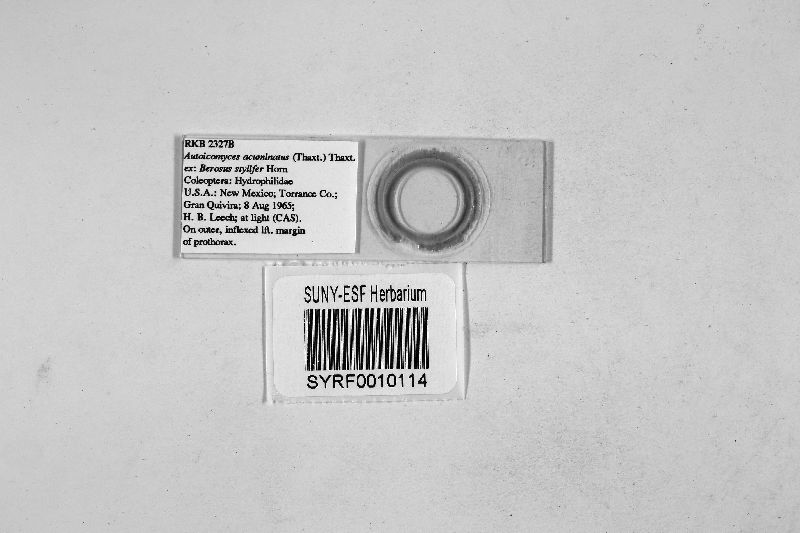 RKB 2327B
Autoicomyces acuminatus (Thaxt.) Thaxt.
ex: Berosus stylifer Horn
Coleoptera: Hydrophilidae
U.S.A.: New Mexico; Torrance Co.;
Gran Quivira; 8 Aug 1965;
H. B. Leech; at light (CAS).
On outer, inflexed lft. margin
of prothorax.
SUNY-ESF Herbarium
SYRF0010114